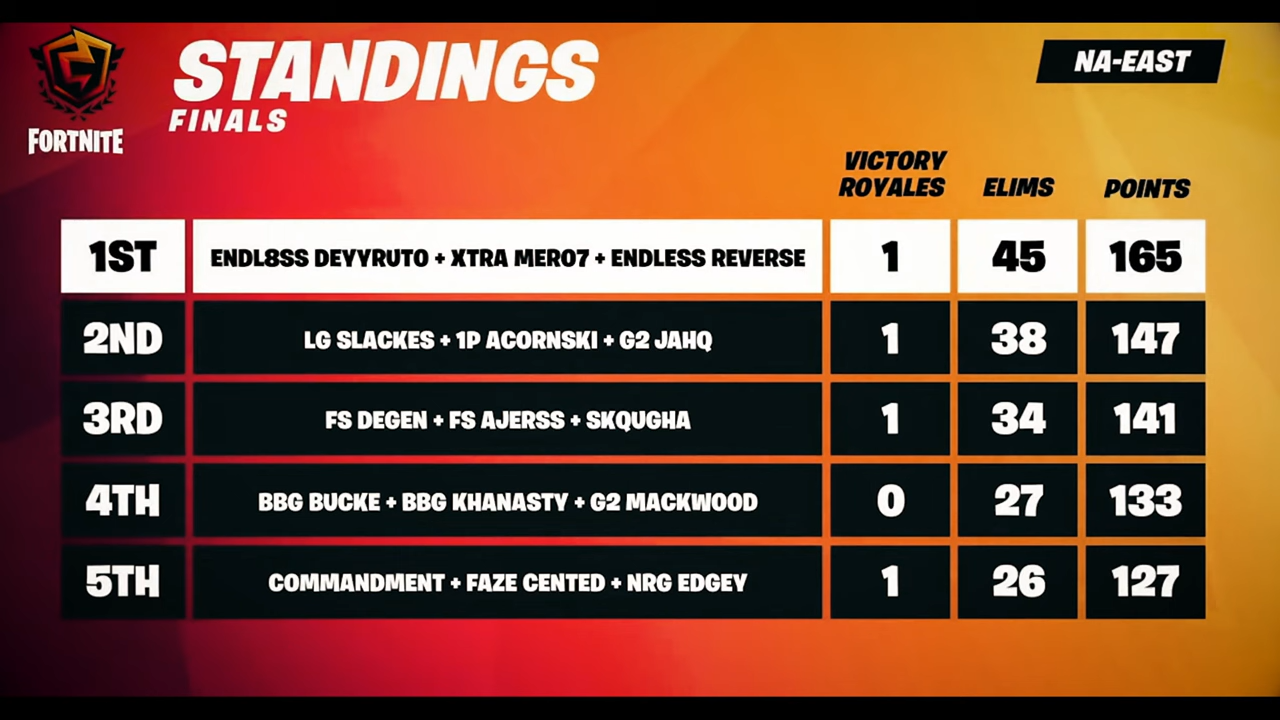 STANDINGS
FINALS
FORTNITE
NA-EAST
VICTORY ROYALES ELIMS POINTS
1ST ENDL8SS DEYYRUTO + XTRA MERO7 + ENDLESS REVERSE 1 45 165
2ND LG SLACKES + 1P ACORNSKI + G2 JAHQ 1 38 147
3RD FS DEGEN + FS AJERSS + SKQUGHA 1 34 141
4TH BBG BUCKE + BBG KHANASTY + G2 MACKWOOD 0 27 133
5TH COMMANDMENT + FAZE CENTED + NRG EDGEY 1 26 127